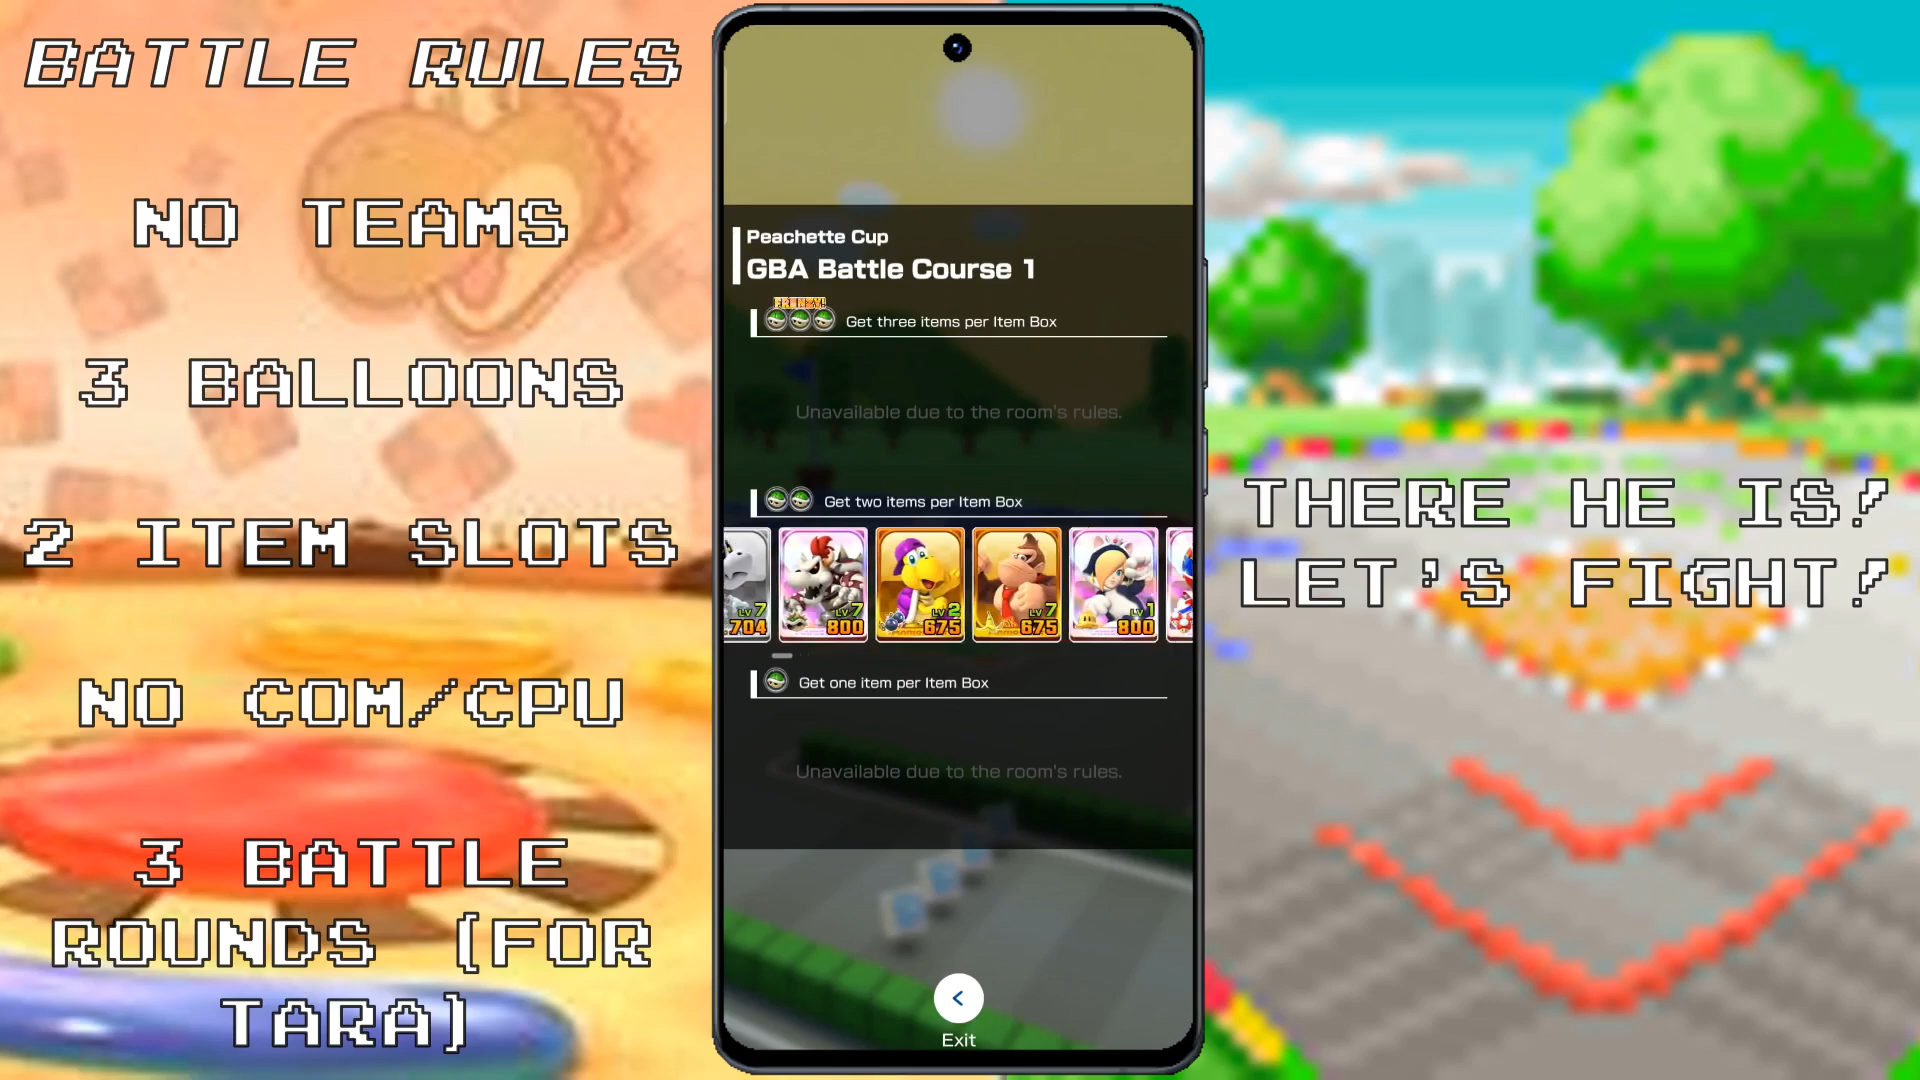 BATTLE RULES
NO TEAMS
3 BALLOONS
2 ITEM SLOTS
NO COM/CPU
3 BATTLE
ROUNDS (FOR
TARA)
Peachette Cup
GBA Battle Course 1
FRENZY!
Get three items per Item Box
Unavailable due to the room's rules.
Get two items per Item Box
LV 7
704
LV 7
800
LV 2
675
LV 7
675
LV 1
800
Get one item per Item Box
Unavailable due to the room's rules.
Exit
THERE HE IS!
LET'S FIGHT!